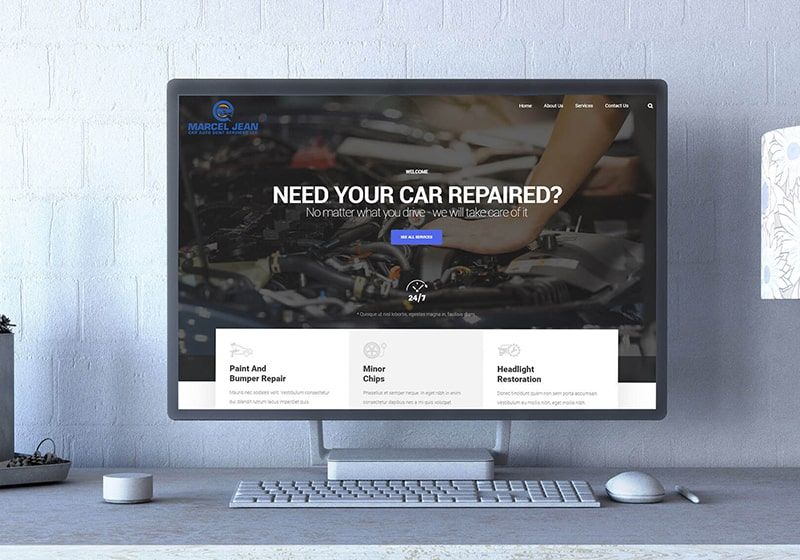 Home About Us Services Contact Us
MARCEL JEAN
CAR AUTO DENT SERVICES LLC
WELCOME
NEED YOUR CAR REPAIRED?
No matter what you drive - we will take care of it
SEE ALL SERVICES
24/7
* Quisque ut nisl lobortis, egestas magna in, facilisis diam.
Paint And
Bumper Repair
Mauris nec sodales velit. Vestibulum consectetur
dui blandit rutrum lacus imperdiet quis.
Minor
Chips
Phasellus et semper neque. In eget nibh in enim
consectetur dapibus nec a mi quis volutpat.
Headlight
Restoration
Donec tincidunt quam non sem porta accumsan.
vestibulum eu mollis nibh, eget mollis nibh.